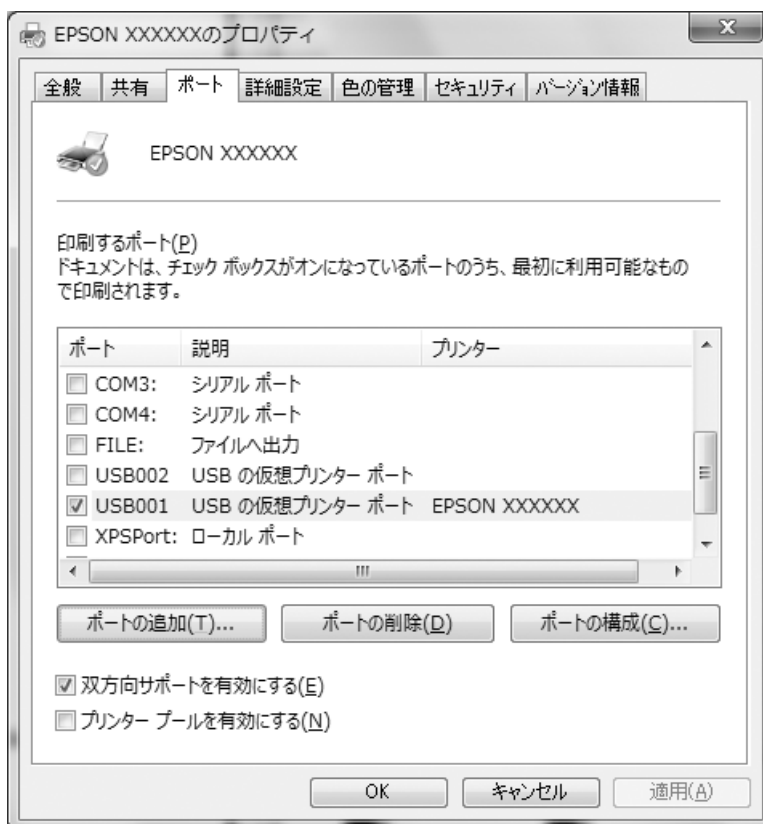 EPSON XXXXXXのプロパティ
全般 共有 ポート 詳細設定 色の管理 セキュリティ バージョン情報
EPSON XXXXXX
印刷するポート(P)
ドキュメントは、チェック ボックスがオンになっているポートのうち、最初に利用可能なもの
で印刷されます。
ポート 説明 プリンター
COM3: シリアル ポート
COM4: シリアル ポート
FILE: ファイルへ出力
USB002 USB の仮想プリンター ポート
USB001 USB の仮想プリンター ポート EPSON XXXXXX
XPSPort: ローカル ポート
ポートの追加(T)... ポートの削除(D) ポートの構成(C)...
双方向サポートを有効にする(E)
プリンター プールを有効にする(N)
OK キャンセル 適用(A)